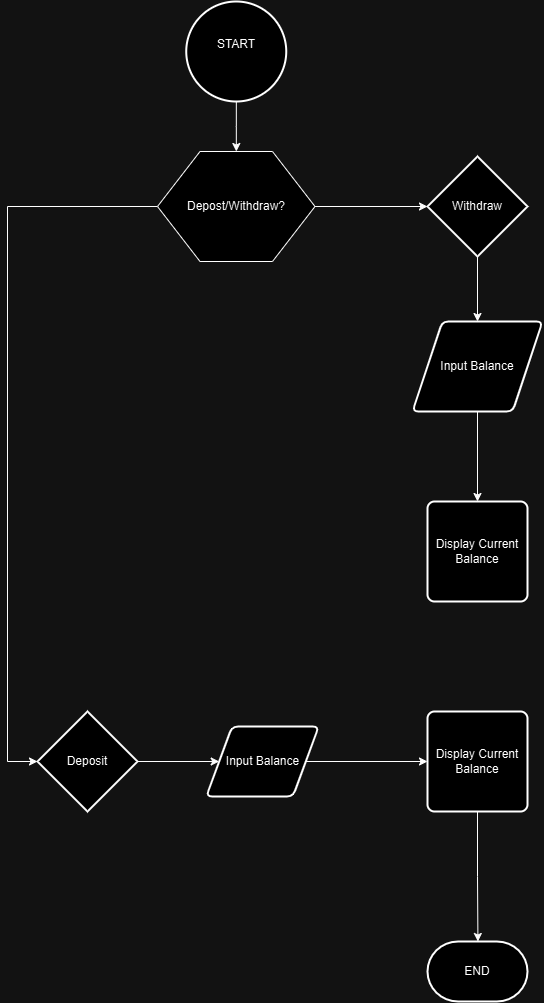 START
Depost/Withdraw?
Withdraw
Input Balance
Display Current
Balance
Deposit
Input Balance
Display Current
Balance
END